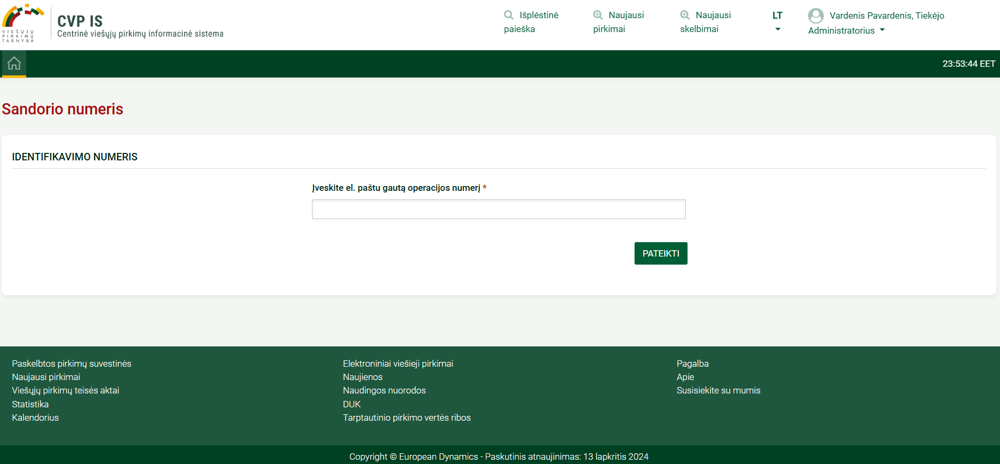 VIEŠŲJŲ
PIRKIMŲ
TARNYBA
CVP IS
Centrinė viešųjų pirkimų informacinė sistema
Išplėstinė
paieška
Naujausi
pirkimai
Naujausi
skelbimai
LT
Vardenis Pavardenis, Tiekėjo
Administratorius
23:53:44 EET
Sandorio numeris
IDENTIFIKAVIMO NUMERIS
Įveskite el. paštu gautą operacijos numerį *
PATEIKTI
Paskelbtos pirkimų suvestinės
Naujausi pirkimai
Viešųjų pirkimų teisės aktai
Statistika
Kalendorius
Elektroniniai viešieji pirkimai
Naujienos
Naudingos nuorodos
DUK
Tarptautinio pirkimo vertės ribos
Pagalba
Apie
Susisiekite su mumis
Copyright © European Dynamics - Paskutinis atnaujinimas: 13 lapkritis 2024